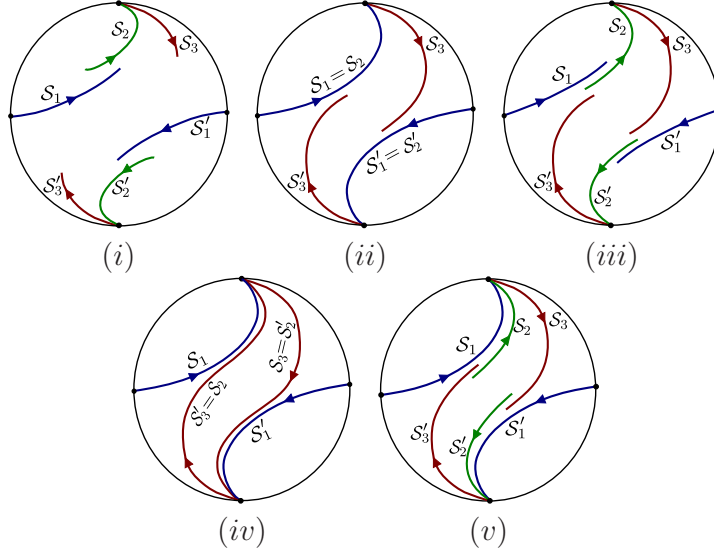 S₂
S₃
S₁
S₁′
S₃′
S₂′
(i)
S₃
S₁=S₂
S₁′=S₂′
S₃′
(ii)
S₂
S₃
S₁
S₁′
S₃′
S₂′
(iii)
S₁
S₃=S₂′
S₃′=S₂
S₁′
(iv)
S₂
S₃
S₁
S₃′
S₂′
S₁′
(v)